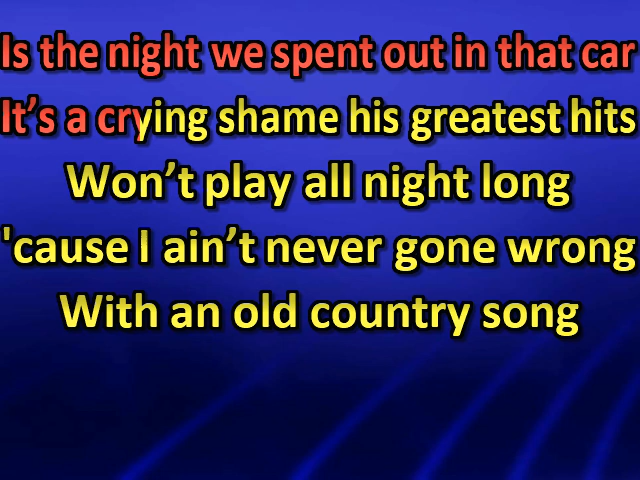 Is the night we spent out in that car
It’s a crying shame his greatest hits
Won’t play all night long
'cause I ain’t never gone wrong
With an old country song